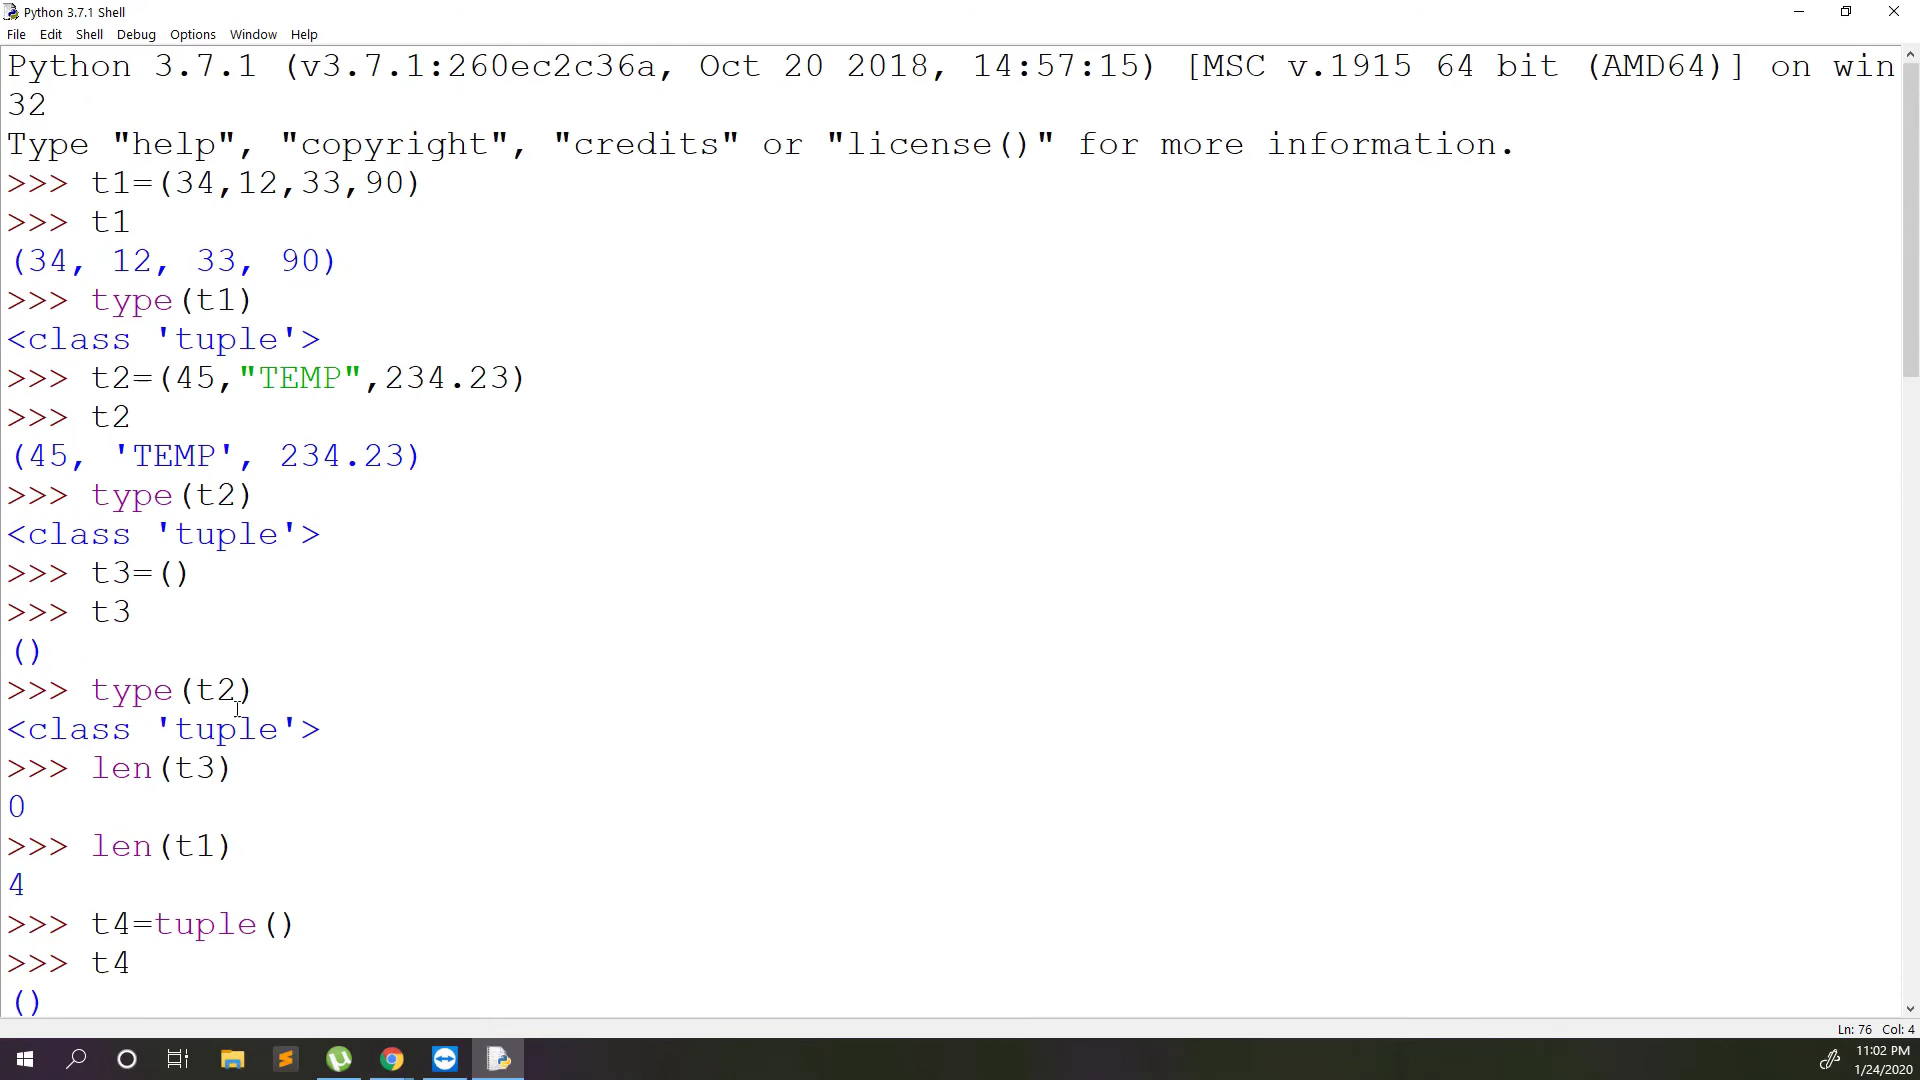 Python 3.7.1 Shell
File Edit Shell Debug Options Window Help
Python 3.7.1 (v3.7.1:260ec2c36a, Oct 20 2018, 14:57:15) [MSC v.1915 64 bit (AMD64)] on win
32
Type "help", "copyright", "credits" or "license()" for more information.
>>> t1=(34,12,33,90)
>>> t1
(34, 12, 33, 90)
>>> type(t1)
<class 'tuple'>
>>> t2=(45,"TEMP",234.23)
>>> t2
(45, 'TEMP', 234.23)
>>> type(t2)
<class 'tuple'>
>>> t3=()
>>> t3
()
>>> type(t2)
<class 'tuple'>
>>> len(t3)
0
>>> len(t1)
4
>>> t4=tuple()
>>> t4
()
Ln: 76 Col: 4
11:02 PM
1/24/2020